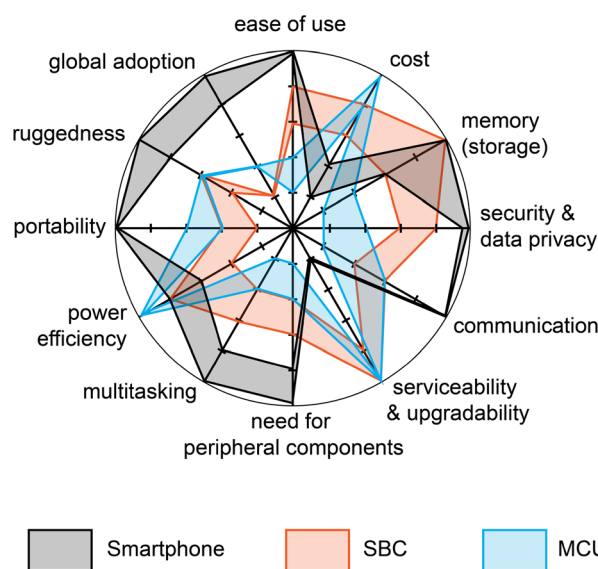 ease of use
global adoption
cost
ruggedness
memory
(storage)
portability
security &
data privacy
power
efficiency
communication
multitasking
serviceability
& upgradability
need for
peripheral components
Smartphone
SBC
MCU